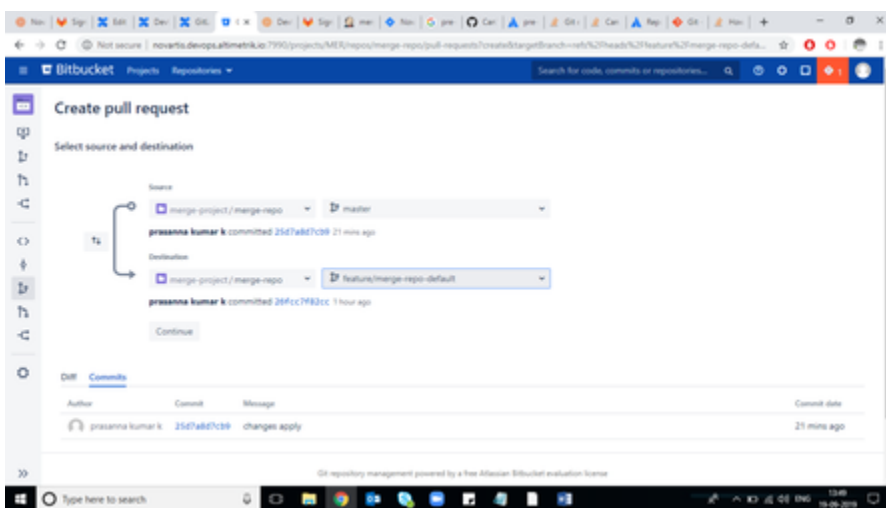 Not secure | novartis.devops.altimetrik.io:7990/projects/MER/repos/merge-repo/pull-requests?create&targetBranch=refs%2Fheads%2Ffeature%2Fmerge-repo-defa...
Bitbucket Projects Repositories
Search for code, commits or repositories...
1
Create pull request
Select source and destination
Source
merge-project / merge-repo master
prasanna kumar k committed 25d7a8d7cb9 21 mins ago
Destination
merge-project / merge-repo feature/merge-repo-default
prasanna kumar k committed 1 hour ago
Continue
Diff Commits
Author Commit Message Commit date
prasanna kumar k 25d7a8d7cb9 changes apply 21 mins ago
Git repository management powered by a free Atlassian Bitbucket evaluation license
Type here to search
ENG
13:49
19-09-2019